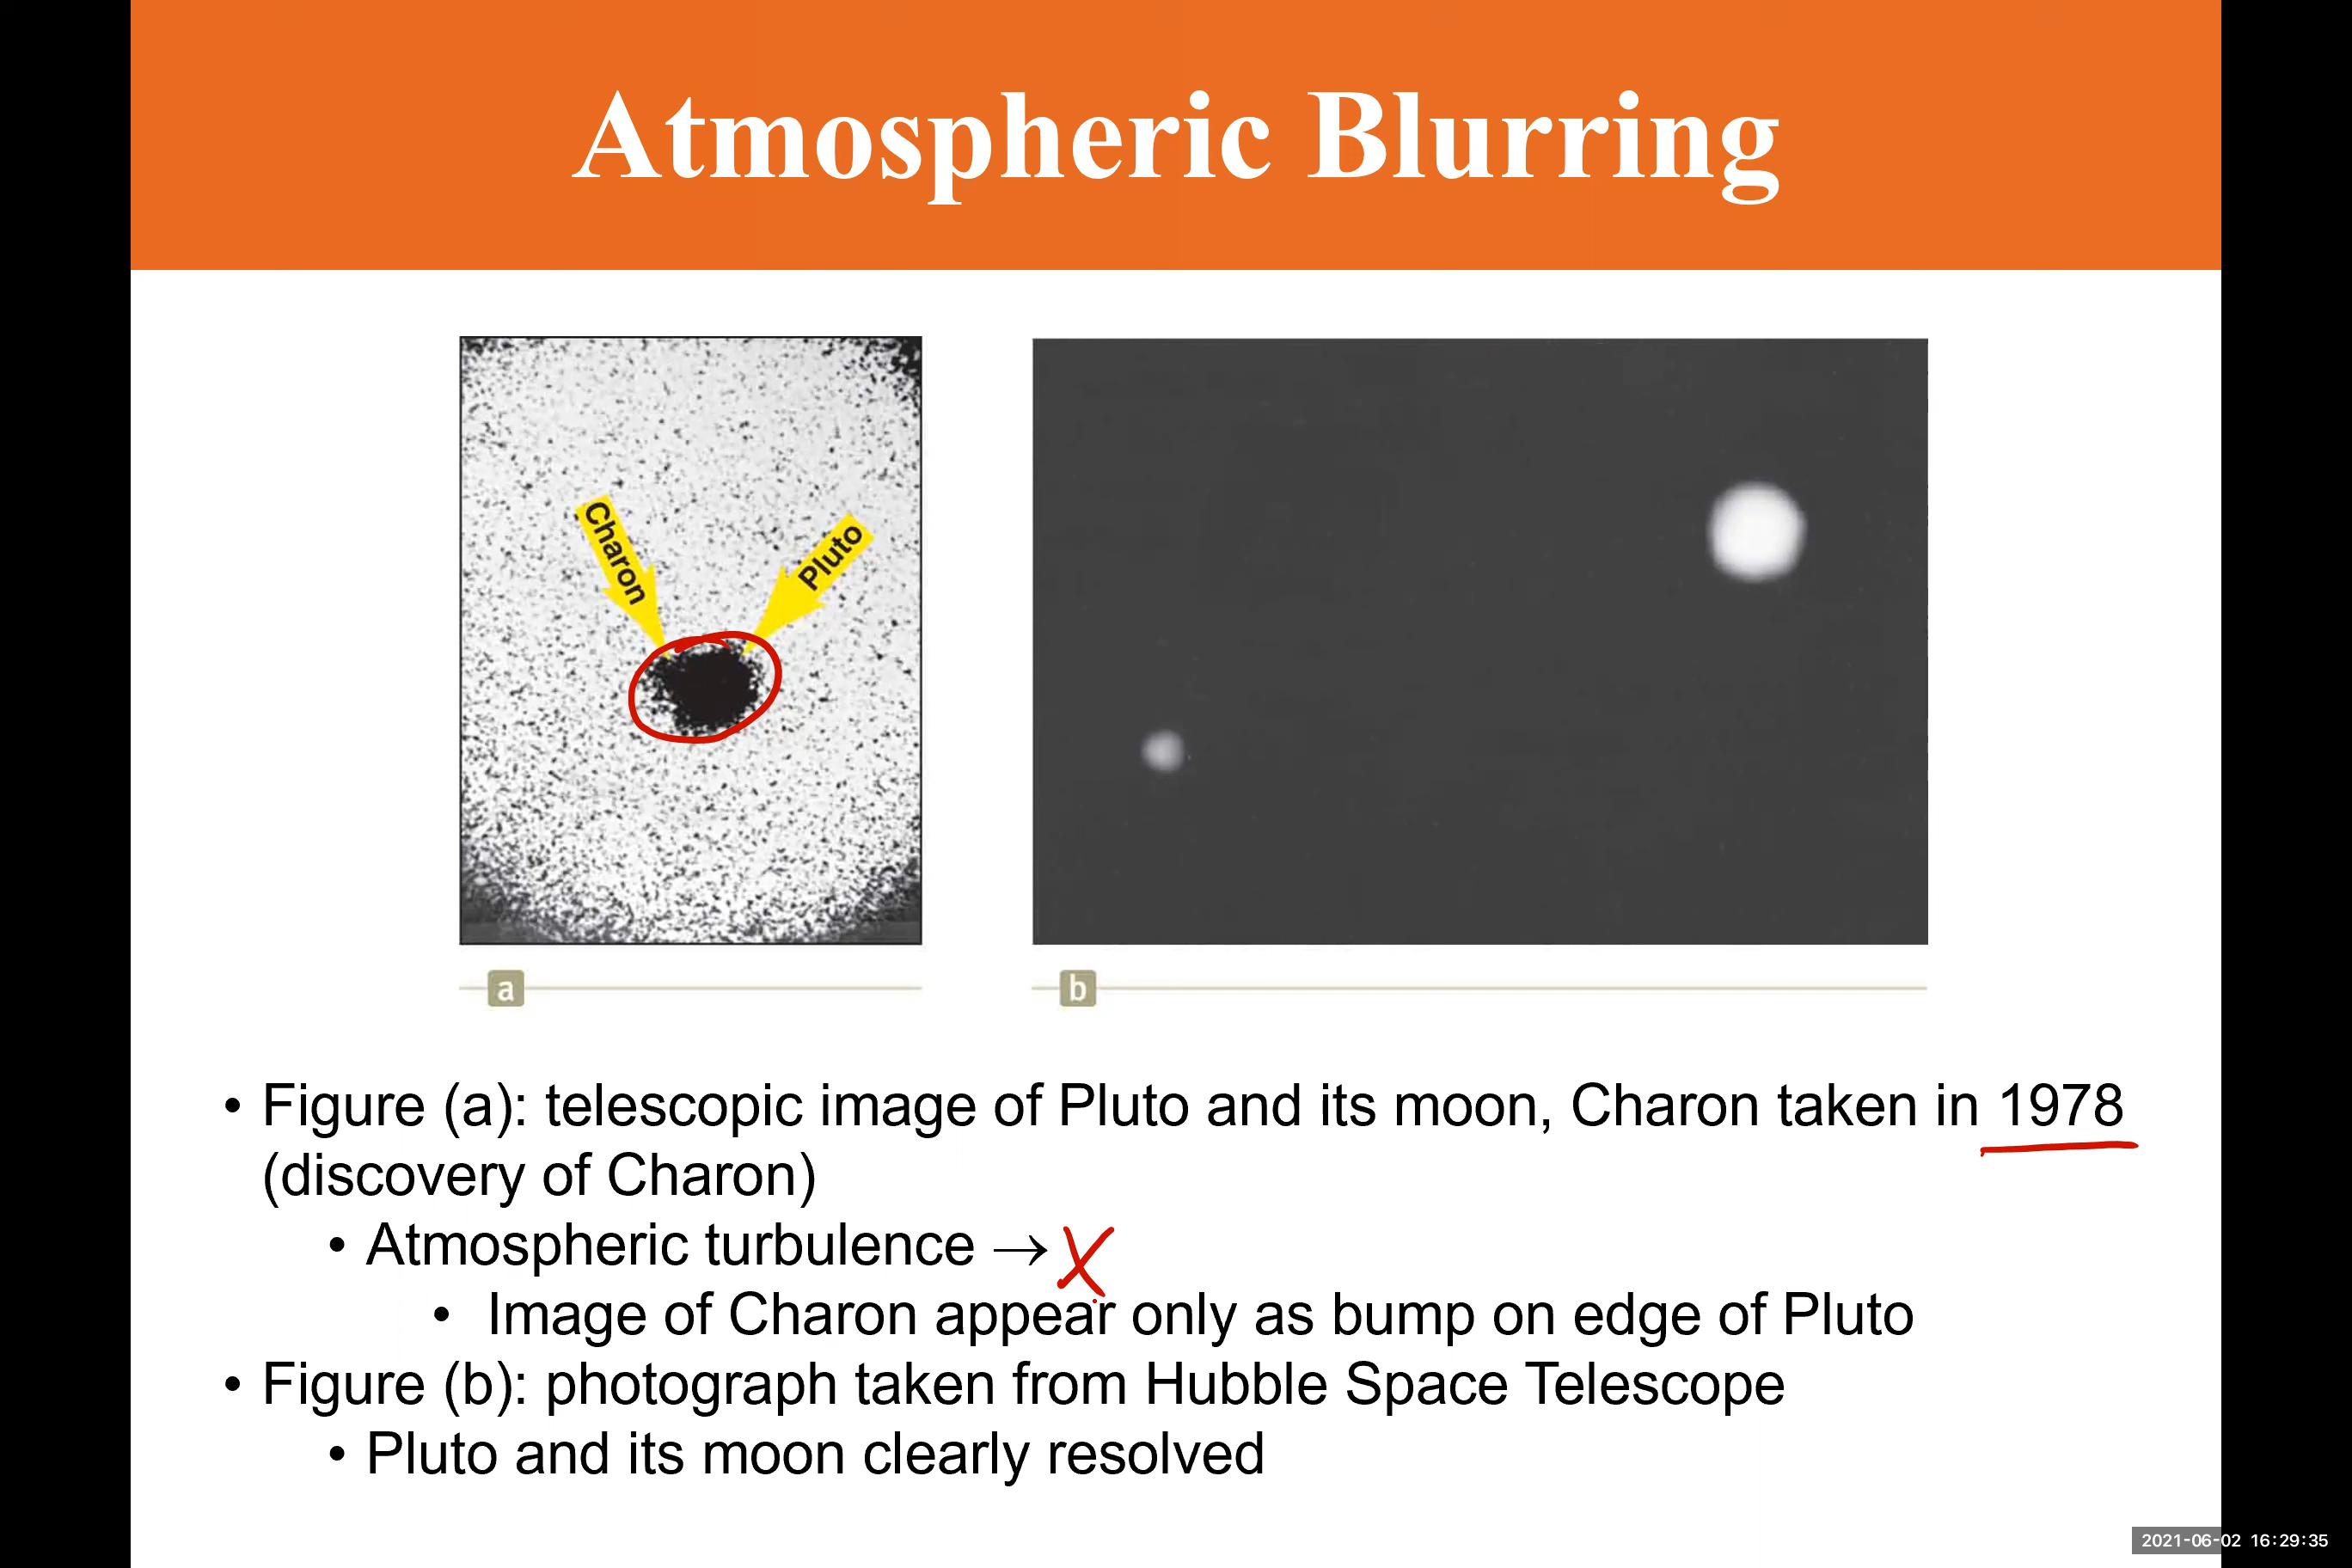 Atmospheric Blurring
Charon
Pluto
a
b
• Figure (a): telescopic image of Pluto and its moon, Charon taken in 1978
(discovery of Charon)
• Atmospheric turbulence →
• Image of Charon appear only as bump on edge of Pluto
• Figure (b): photograph taken from Hubble Space Telescope
• Pluto and its moon clearly resolved
2021-06-02 16:29:35